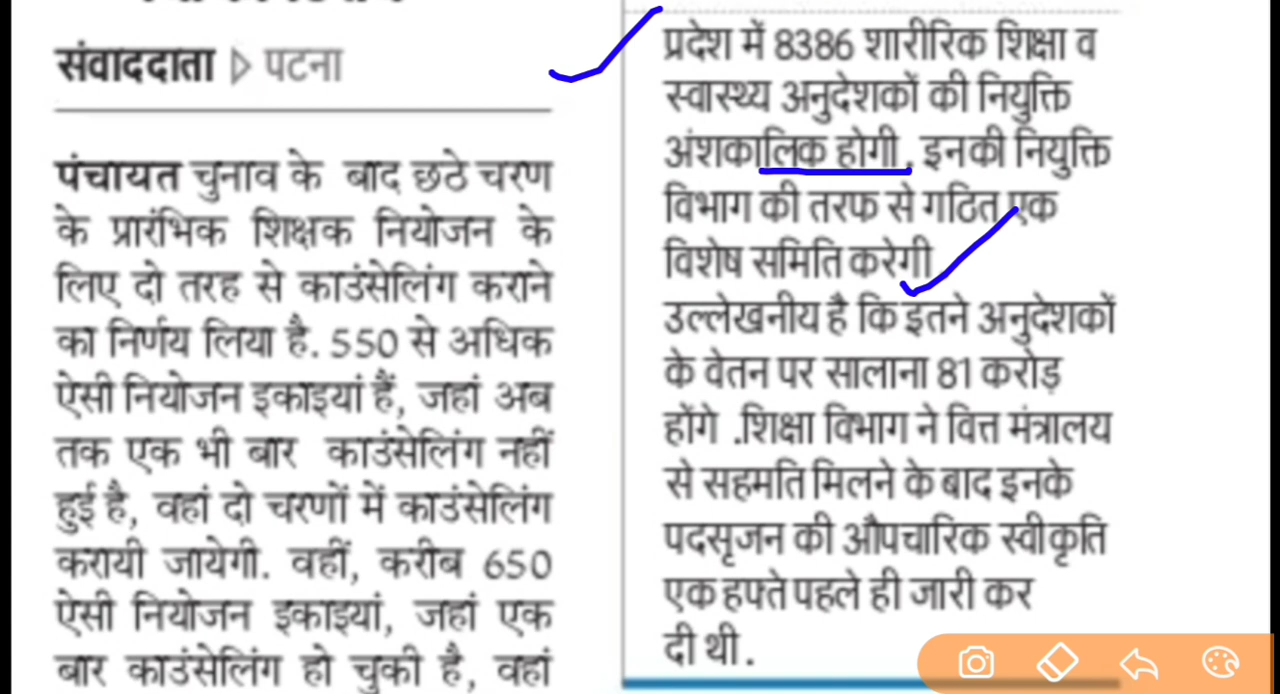 संवाददाता ▷ पटना
पंचायत चुनाव के बाद छठे चरण
के प्रारंभिक शिक्षक नियोजन के
लिए दो तरह से काउंसेलिंग कराने
का निर्णय लिया है. 550 से अधिक
ऐसी नियोजन इकाइयां हैं, जहां अब
तक एक भी बार काउंसेलिंग नहीं
हुई है, वहां दो चरणों में काउंसेलिंग
करायी जायेगी. वहीं, करीब 650
ऐसी नियोजन इकाइयां, जहां एक
बार काउंसेलिंग हो चुकी है, वहां
प्रदेश में 8386 शारीरिक शिक्षा व
स्वास्थ्य अनुदेशकों की नियुक्ति
अंशकालिक होगी. इनकी नियुक्ति
विभाग की तरफ से गठित एक
विशेष समिति करेगी
उल्लेखनीय है कि इतने अनुदेशकों
के वेतन पर सालाना 81 करोड़
होंगे .शिक्षा विभाग ने वित्त मंत्रालय
से सहमति मिलने के बाद इनके
पदसृजन की औपचारिक स्वीकृति
एक हफ्ते पहले ही जारी कर
दी थी.